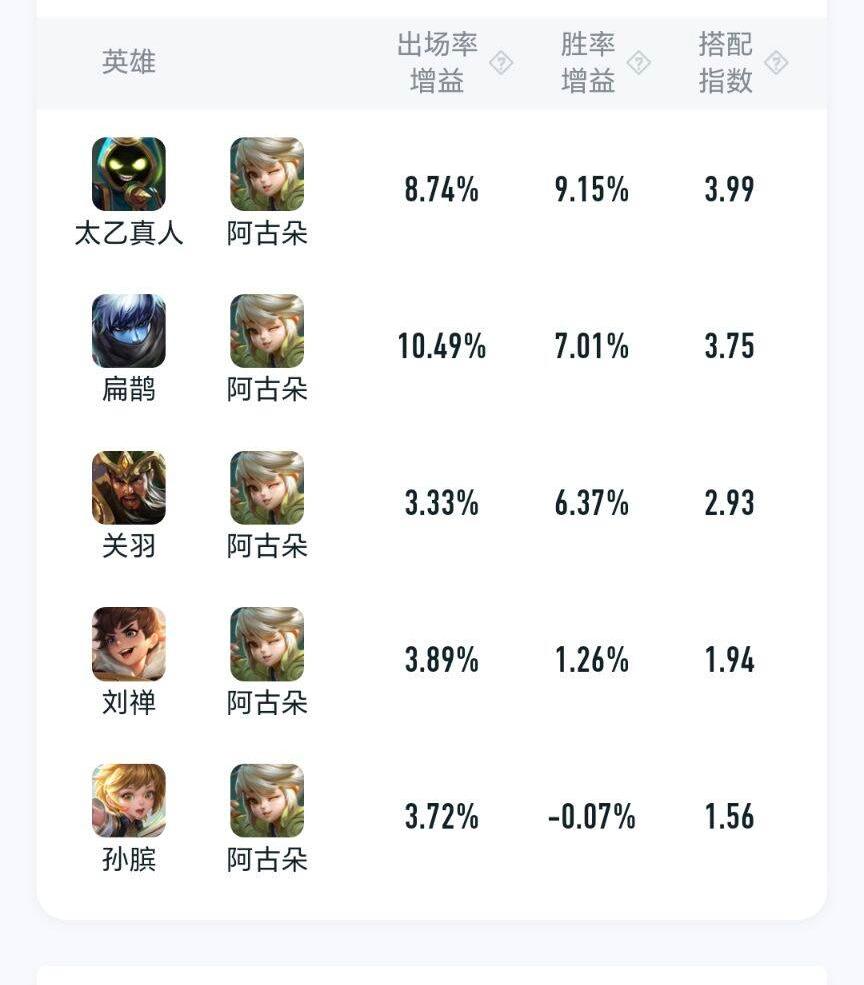 英雄 出场率增益 ? 胜率增益 ? 搭配指数 ?
8.74% 9.15% 3.99
太乙真人 阿古朵
10.49% 7.01% 3.75
扁鹊 阿古朵
3.33% 6.37% 2.93
关羽 阿古朵
3.89% 1.26% 1.94
刘禅 阿古朵
3.72% -0.07% 1.56
孙膑 阿古朵